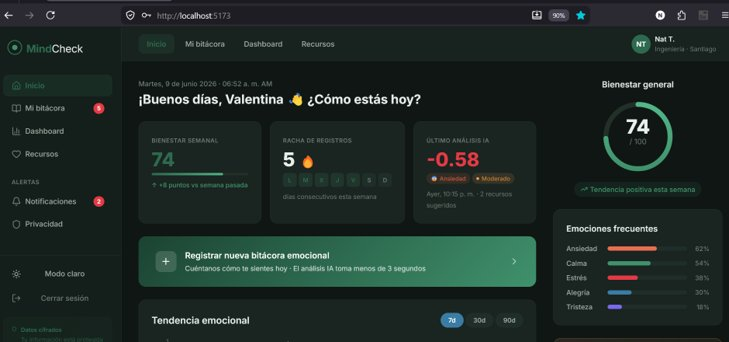 http://localhost:5173
90%
MindCheck
Inicio
Mi bitácora
Dashboard
Recursos
NT
Nat T.
Ingeniería · Santiago
Inicio
Mi bitácora
5
Dashboard
Recursos
ALERTAS
Notificaciones
2
Privacidad
Modo claro
Cerrar sesión
Datos cifrados
Martes, 9 de junio 2026 · 06:52 a. m. AM
¡Buenos días, Valentina 👋 ¿Cómo estás hoy?
BIENESTAR SEMANAL
74
↑ +8 puntos vs semana pasada
RACHA DE REGISTROS
5 🔥
L M X J V S D
días consecutivos esta semana
ÚLTIMO ANÁLISIS IA
-0.58
Ansiedad
Moderado
Ayer, 10:15 p. m. · 2 recursos
sugeridos
Registrar nueva bitácora emocional
Cuéntanos cómo te sientes hoy · El análisis IA toma menos de 3 segundos
Tendencia emocional
7d
30d
90d
Bienestar general
74
/ 100
Tendencia positiva esta semana
Emociones frecuentes
Ansiedad 62%
Calma 54%
Estrés 38%
Alegría 30%
Tristeza 18%